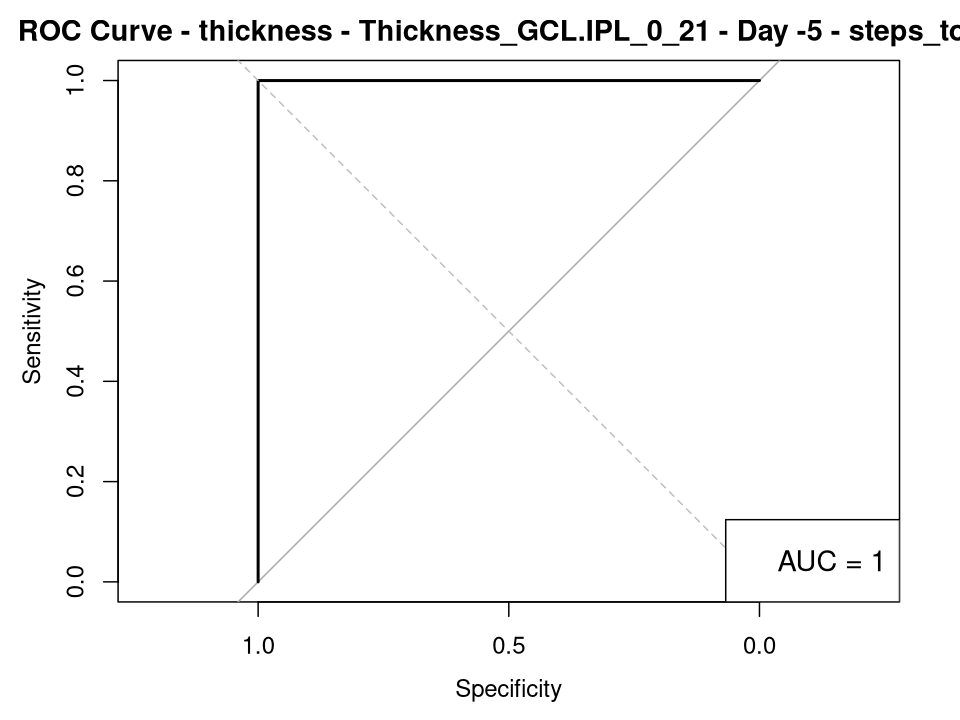 ROC Curve - thickness - Thickness_GCL.IPL_0_21 - Day -5 - steps_to
1.0
0.8
0.6
0.4
0.2
0.0
Sensitivity
AUC = 1
1.0 0.5 0.0
Specificity